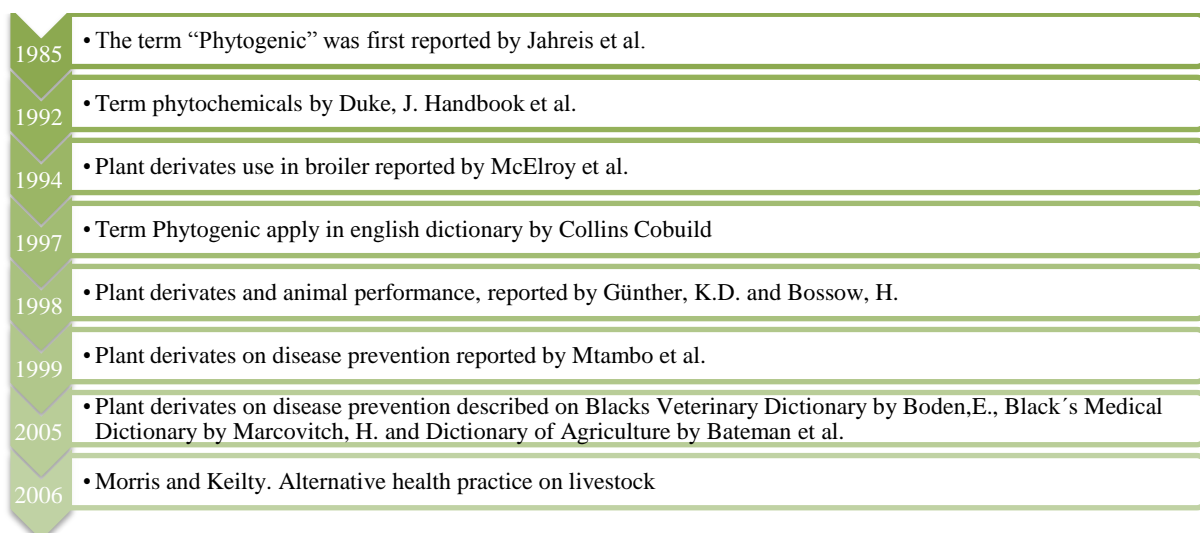 1985
• The term “Phytogenic” was first reported by Jahreis et al.
1992
• Term phytochemicals by Duke, J. Handbook et al.
1994
• Plant derivates use in broiler reported by McElroy et al.
1997
• Term Phytogenic apply in english dictionary by Collins Cobuild
1998
• Plant derivates and animal performance, reported by Günther, K.D. and Bossow, H.
1999
• Plant derivates on disease prevention reported by Mtambo et al.
2005
• Plant derivates on disease prevention described on Blacks Veterinary Dictionary by Boden,E., Black´s Medical
Dictionary by Marcovitch, H. and Dictionary of Agriculture by Bateman et al.
2006
• Morris and Keilty. Alternative health practice on livestock